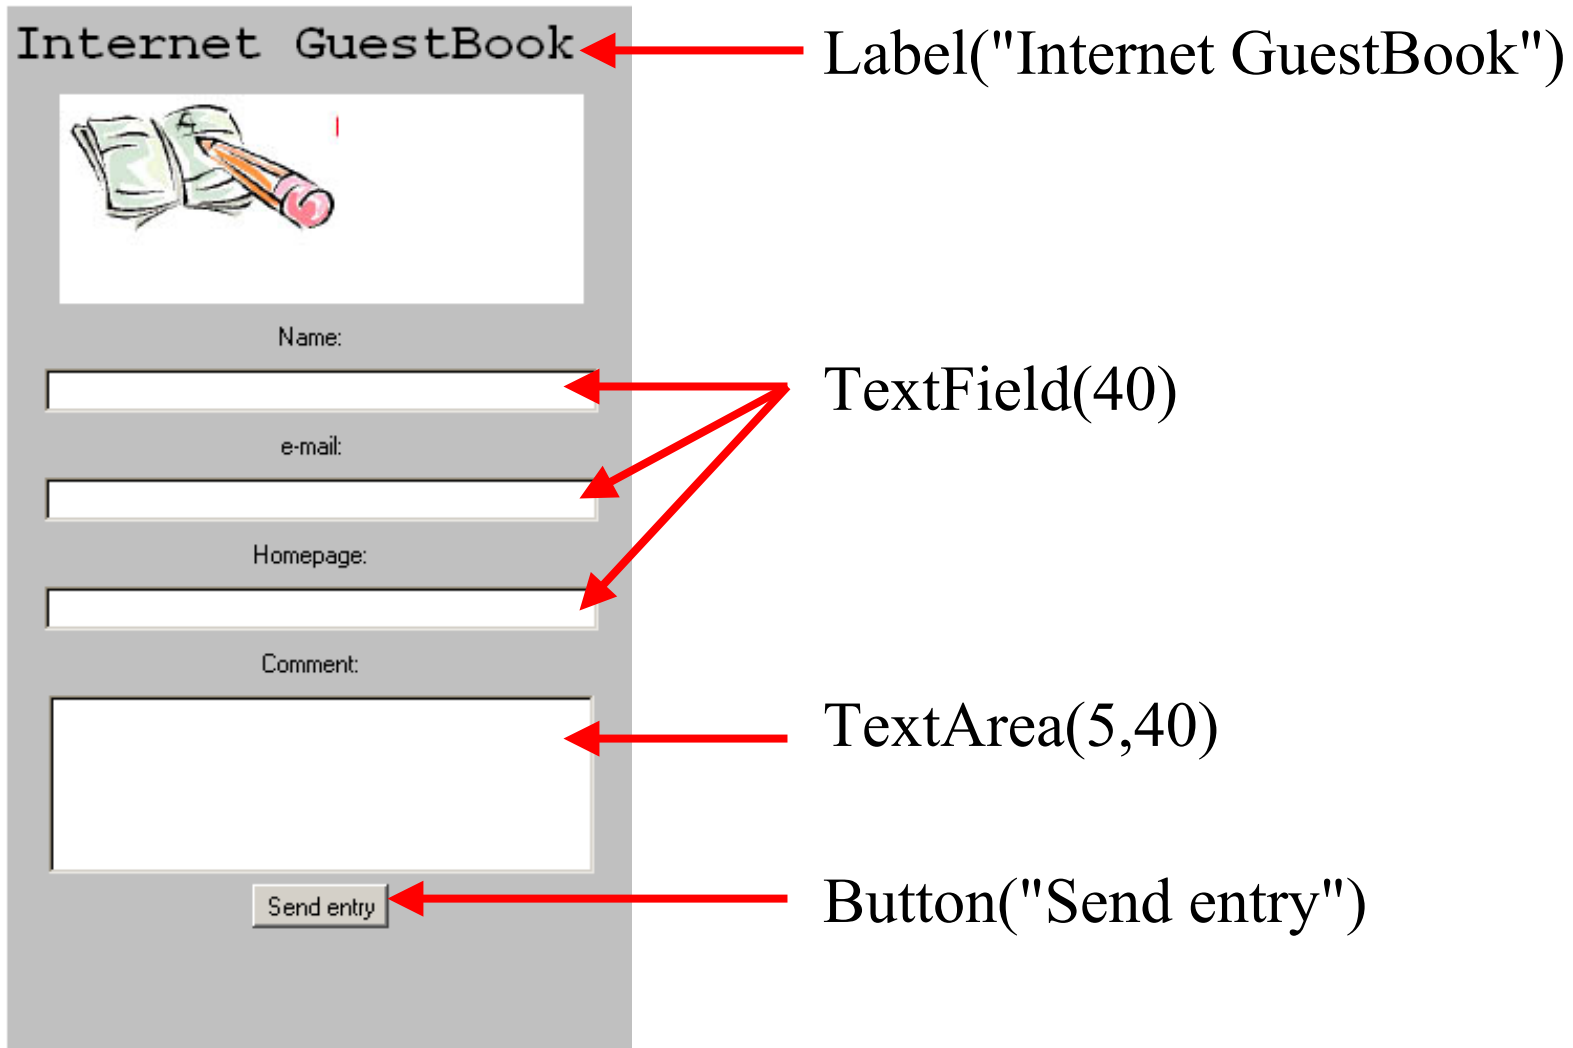 Internet GuestBook
Label("Internet GuestBook")
Name:
TextField(40)
e-mail:
Homepage:
Comment:
TextArea(5,40)
Send entry
Button("Send entry")